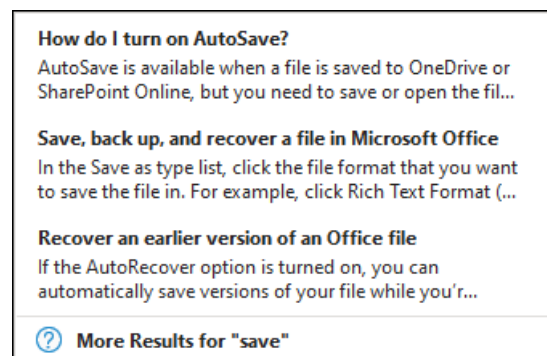 How do I turn on AutoSave?
AutoSave is available when a file is saved to OneDrive or
SharePoint Online, but you need to save or open the fil...
Save, back up, and recover a file in Microsoft Office
In the Save as type list, click the file format that you want
to save the file in. For example, click Rich Text Format (...
Recover an earlier version of an Office file
If the AutoRecover option is turned on, you can
automatically save versions of your file while you'r...
More Results for "save"